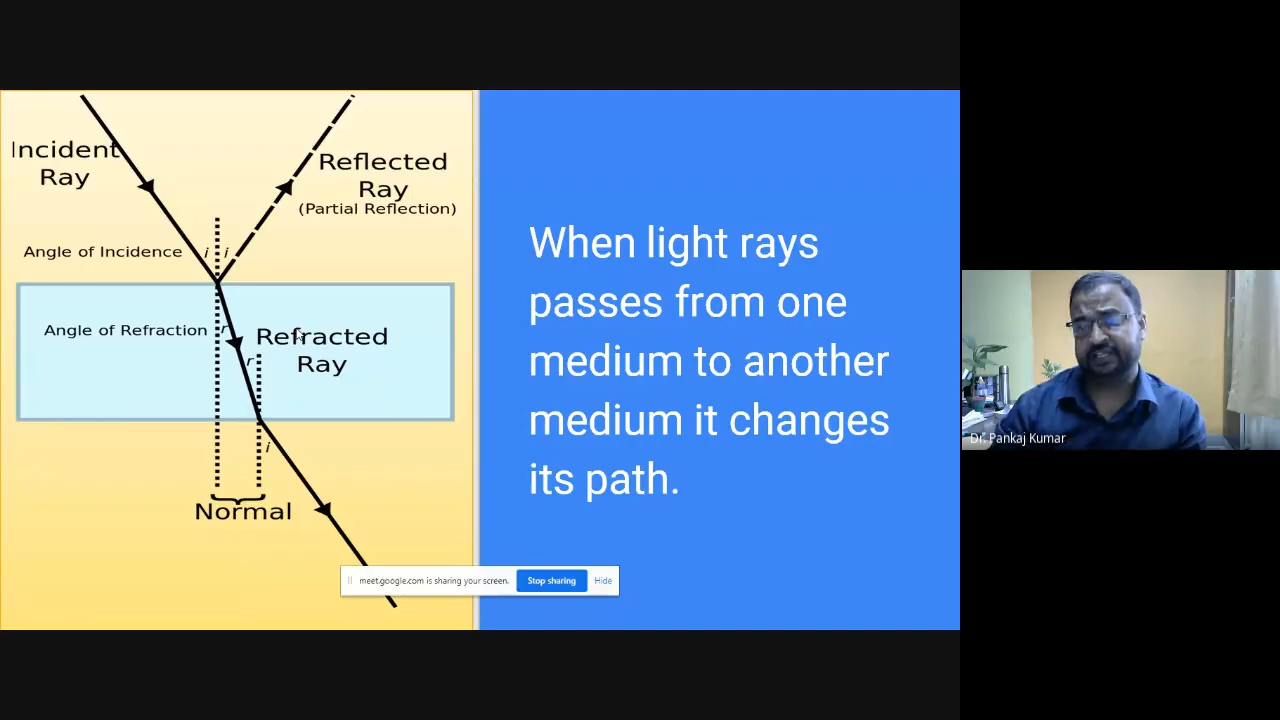 Incident
Ray
Reflected
Ray
(Partial Reflection)
Angle of Incidence
i
i
Angle of Refraction
r
Refracted
Ray
r
i
Normal
When light rays
passes from one
medium to another
medium it changes
its path.
meet.google.com is sharing your screen.
Stop sharing
Hide
Dr. Pankaj Kumar